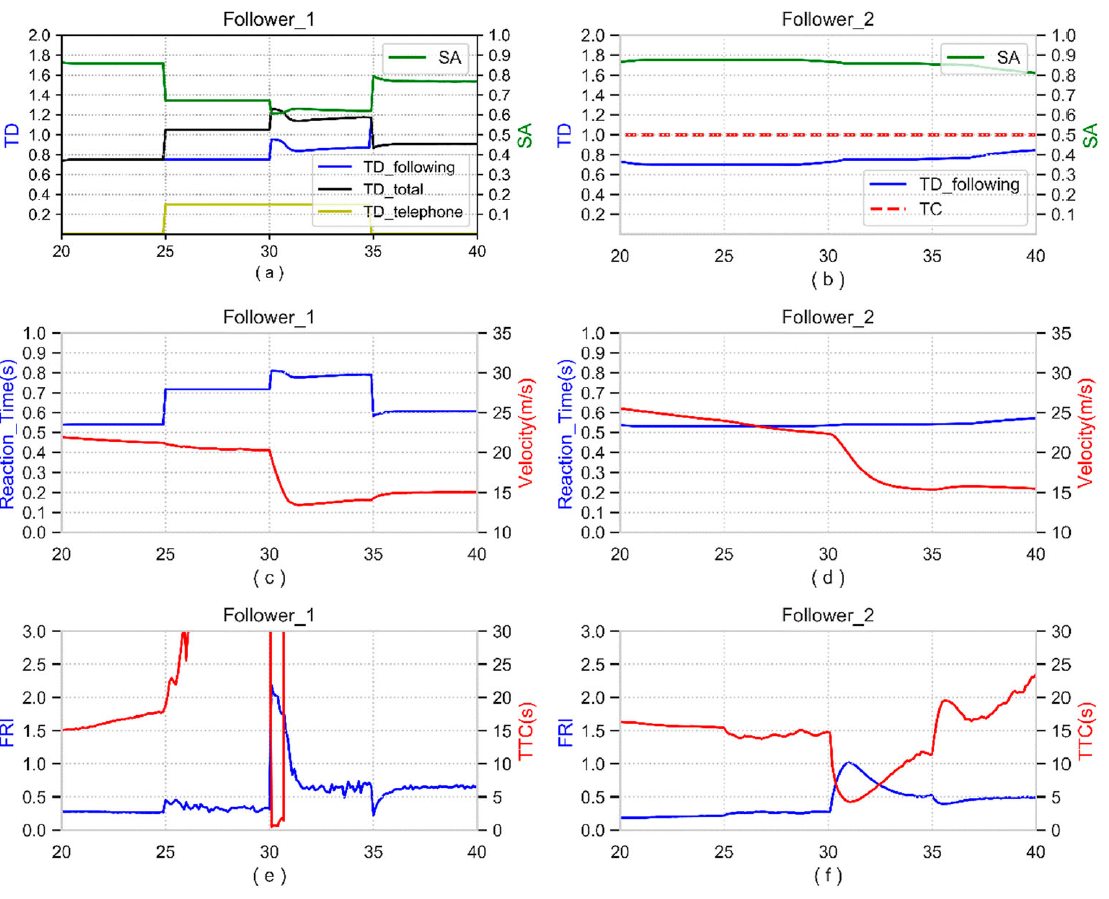 Follower_1
2.0 1.8 1.6 1.4 1.2 1.0 0.8 0.6 0.4 0.2
TD
1.0 0.9 0.8 0.7 0.6 0.5 0.4 0.3 0.2 0.1
SA
SA
TD_following
TD_total
TD_telephone
20 25 30 35 40
( a )
Follower_2
2.0 1.8 1.6 1.4 1.2 1.0 0.8 0.6 0.4 0.2
TD
1.0 0.9 0.8 0.7 0.6 0.5 0.4 0.3 0.2 0.1
SA
SA
TD_following
TC
20 25 30 35 40
( b )
Follower_1
1.0 0.9 0.8 0.7 0.6 0.5 0.4 0.3 0.2 0.1 0.0
Reaction_Time(s)
35 30 25 20 15 10
Velocity(m/s)
20 25 30 35 40
( c )
Follower_2
1.0 0.9 0.8 0.7 0.6 0.5 0.4 0.3 0.2 0.1 0.0
Reaction_Time(s)
35 30 25 20 15 10
Velocity(m/s)
20 25 30 35 40
( d )
Follower_1
3.0 2.5 2.0 1.5 1.0 0.5 0.0
FRI
30 25 20 15 10 5 0
TTC(s)
20 25 30 35 40
( e )
Follower_2
3.0 2.5 2.0 1.5 1.0 0.5 0.0
FRI
30 25 20 15 10 5 0
TTC(s)
20 25 30 35 40
( f )